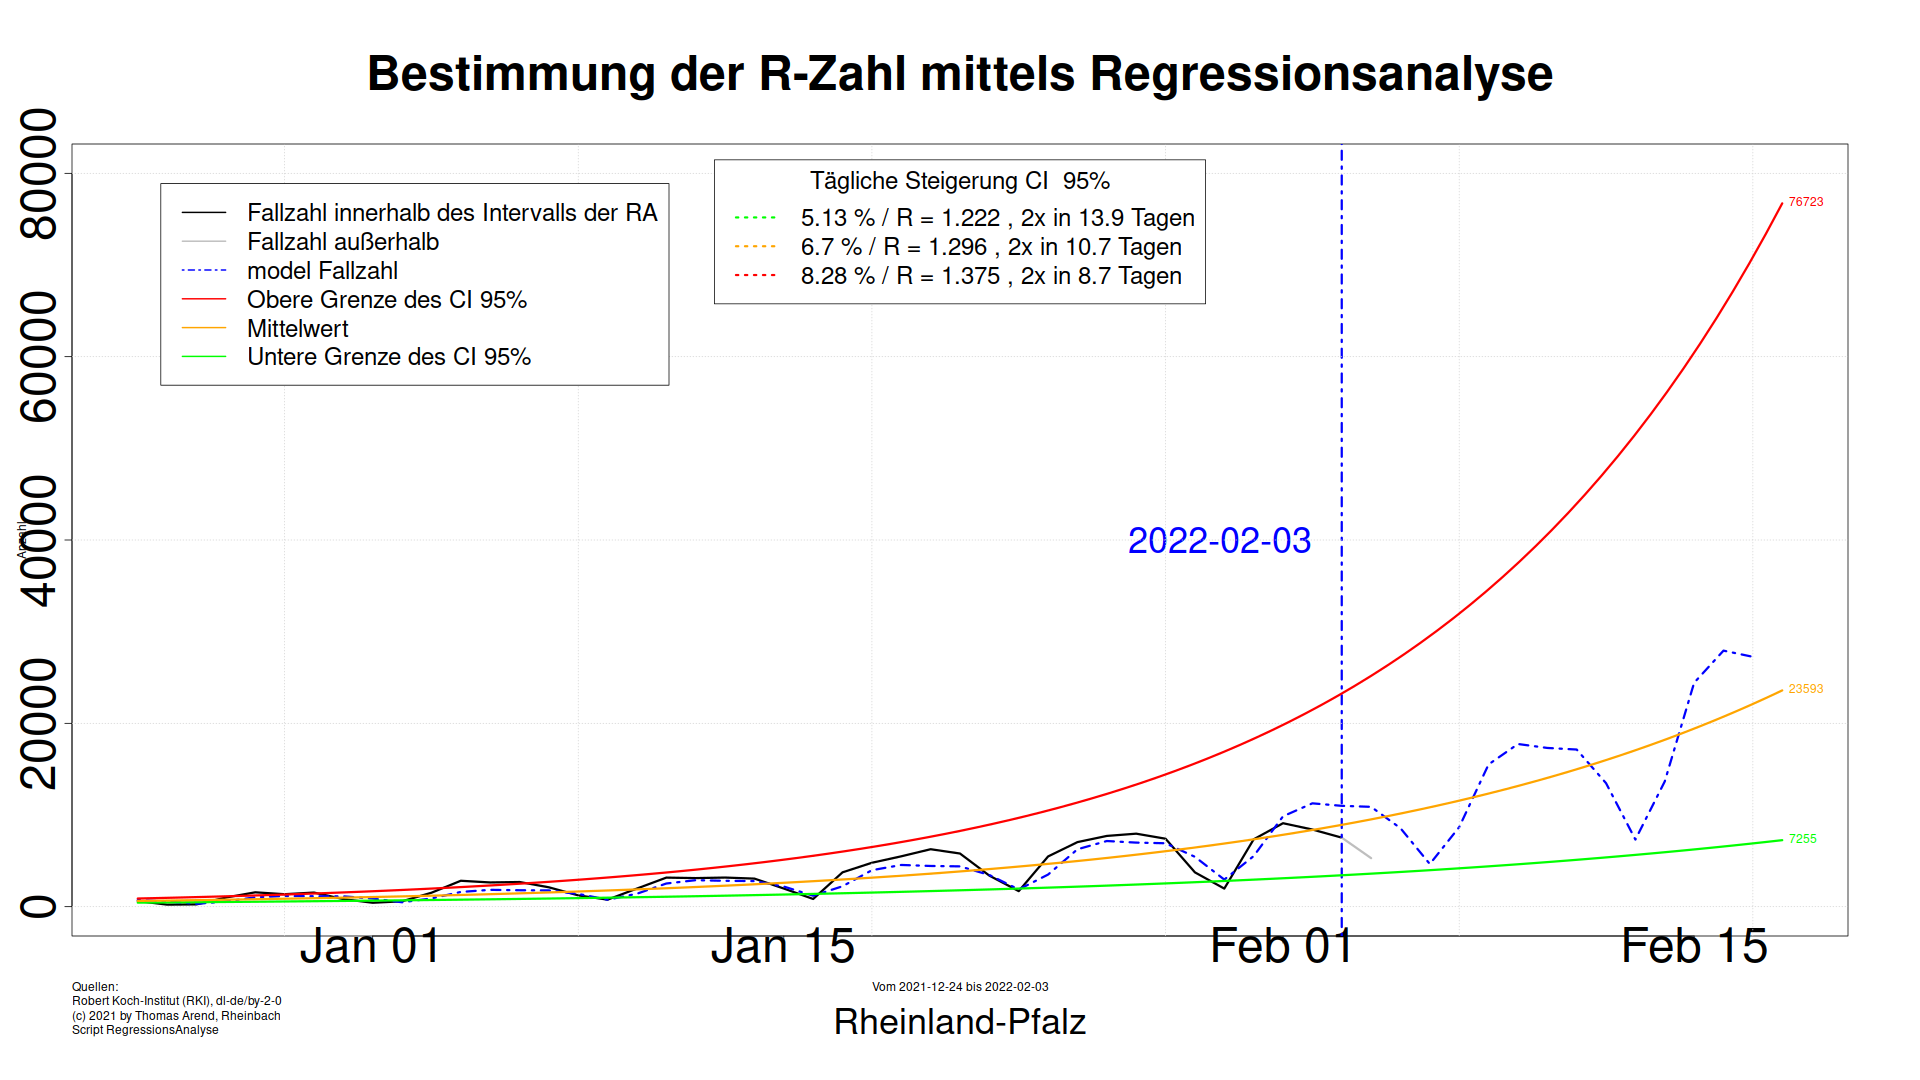 Bestimmung der R-Zahl mittels Regressionsanalyse
80000
60000
40000
20000
0
Anzahl
Fallzahl innerhalb des Intervalls der RA
Fallzahl außerhalb
model Fallzahl
Obere Grenze des CI 95%
Mittelwert
Untere Grenze des CI 95%
Tägliche Steigerung CI  95%
5.13 % / R = 1.222 , 2x in 13.9 Tagen
6.7 % / R = 1.296 , 2x in 10.7 Tagen
8.28 % / R = 1.375 , 2x in 8.7 Tagen
76723
2022-02-03
23593
7255
Jan 01
Jan 15
Feb 01
Feb 15
Quellen:
Robert Koch-Institut (RKI), dl-de/by-2-0
(c) 2021 by Thomas Arend, Rheinbach
Script RegressionsAnalyse
Vom 2021-12-24 bis 2022-02-03
Rheinland-Pfalz